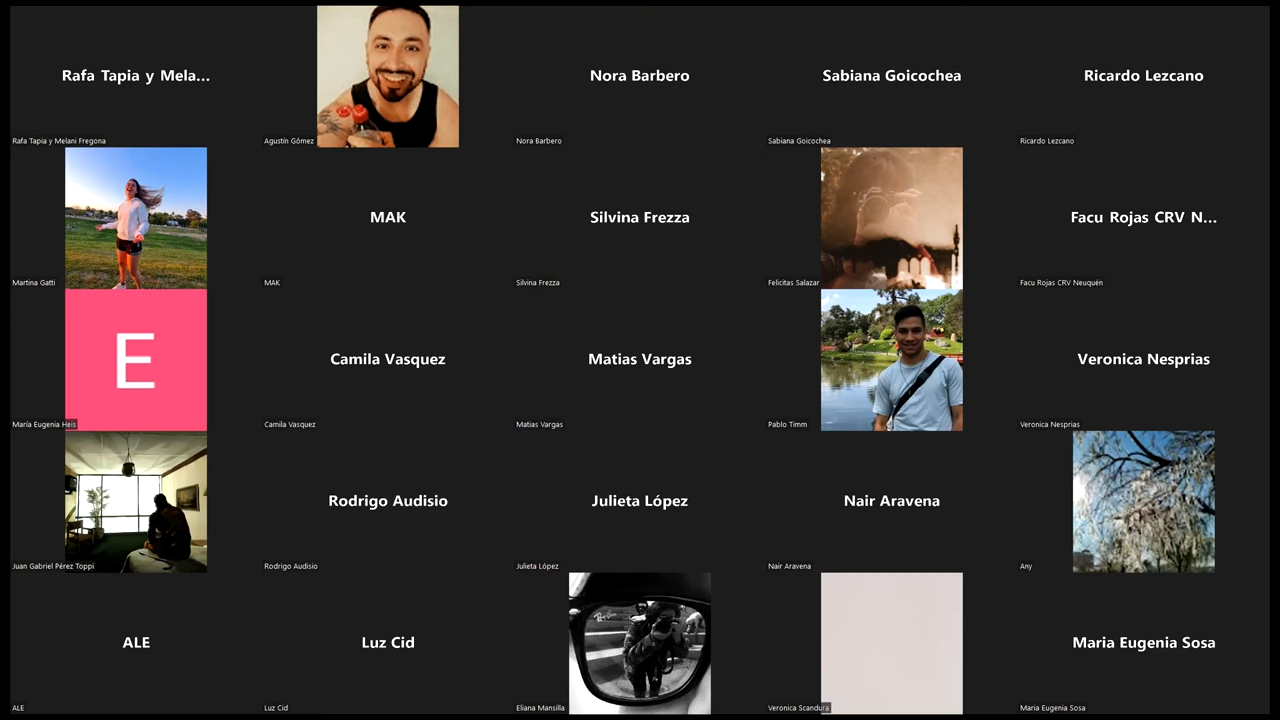 Rafa Tapia y Mela...
Nora Barbero
Sabiana Goicochea
Ricardo Lezcano
Rafa Tapia y Melani Fregona
Agustín Gómez
Nora Barbero
Sabiana Goicochea
Ricardo Lezcano
MAK
Silvina Frezza
Facu Rojas CRV N...
Martina Gatti
MAK
Silvina Frezza
Felicitas Salazar
Facu Rojas CRV Neuquén
E
Camila Vasquez
Matias Vargas
Veronica Nesprias
María Eugenia Heis
Camila Vasquez
Matias Vargas
Pablo Timm
Veronica Nesprias
Rodrigo Audisio
Julieta López
Nair Aravena
Juan Gabriel Pérez Toppi
Rodrigo Audisio
Julieta López
Nair Aravena
Any
Ray-Ban
ALE
Luz Cid
Maria Eugenia Sosa
ALE
Luz Cid
Eliana Mansilla
Veronica Scandura
Maria Eugenia Sosa